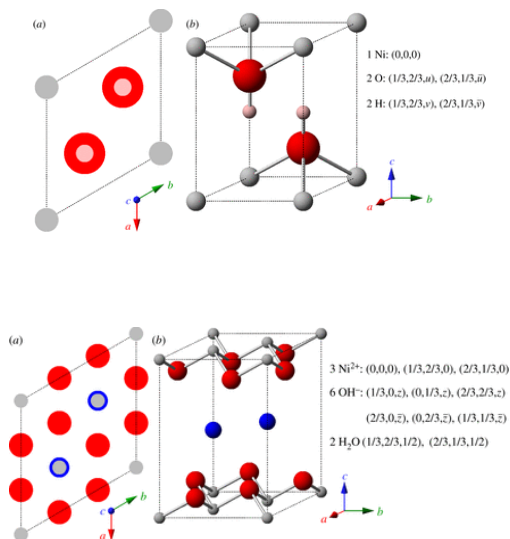 (a)
(b)
1 Ni: (0,0,0)
2 O: (1/3,2/3,u), (2/3,1/3,ū)
2 H: (1/3,2/3,v), (2/3,1/3,v̄)
c
b
a
c
b
a
(a)
(b)
3 Ni²⁺: (0,0,0), (1/3,2/3,0), (2/3,1/3,0)
6 OH⁻: (1/3,0,z), (0,1/3,z), (2/3,2/3,z)
(2/3,0,z̄), (0,2/3,z̄), (1/3,1/3,z̄)
2 H₂O (1/3,2/3,1/2), (2/3,1/3,1/2)
c
b
a
c
b
a